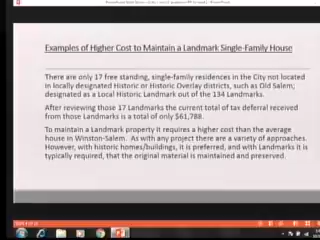 Examples of Higher Cost to Maintain a Landmark Single-Family House
There are only 17 free standing, single-family residences in the City not located
in locally designated Historic or Historic Overlay districts, such as Old Salem;
designated as a Local Historic Landmark out of the 134 Landmarks.
After reviewing those 17 Landmarks the current total of tax deferral received
from those Landmarks is a total of only $61,788.
To maintain a Landmark property it requires a higher cost than the average
house in Winston-Salem. As with any project there are a variety of approaches.
However, with historic homes/buildings, it is preferred, and with Landmarks it is
typically required, that the original material is maintained and preserved.